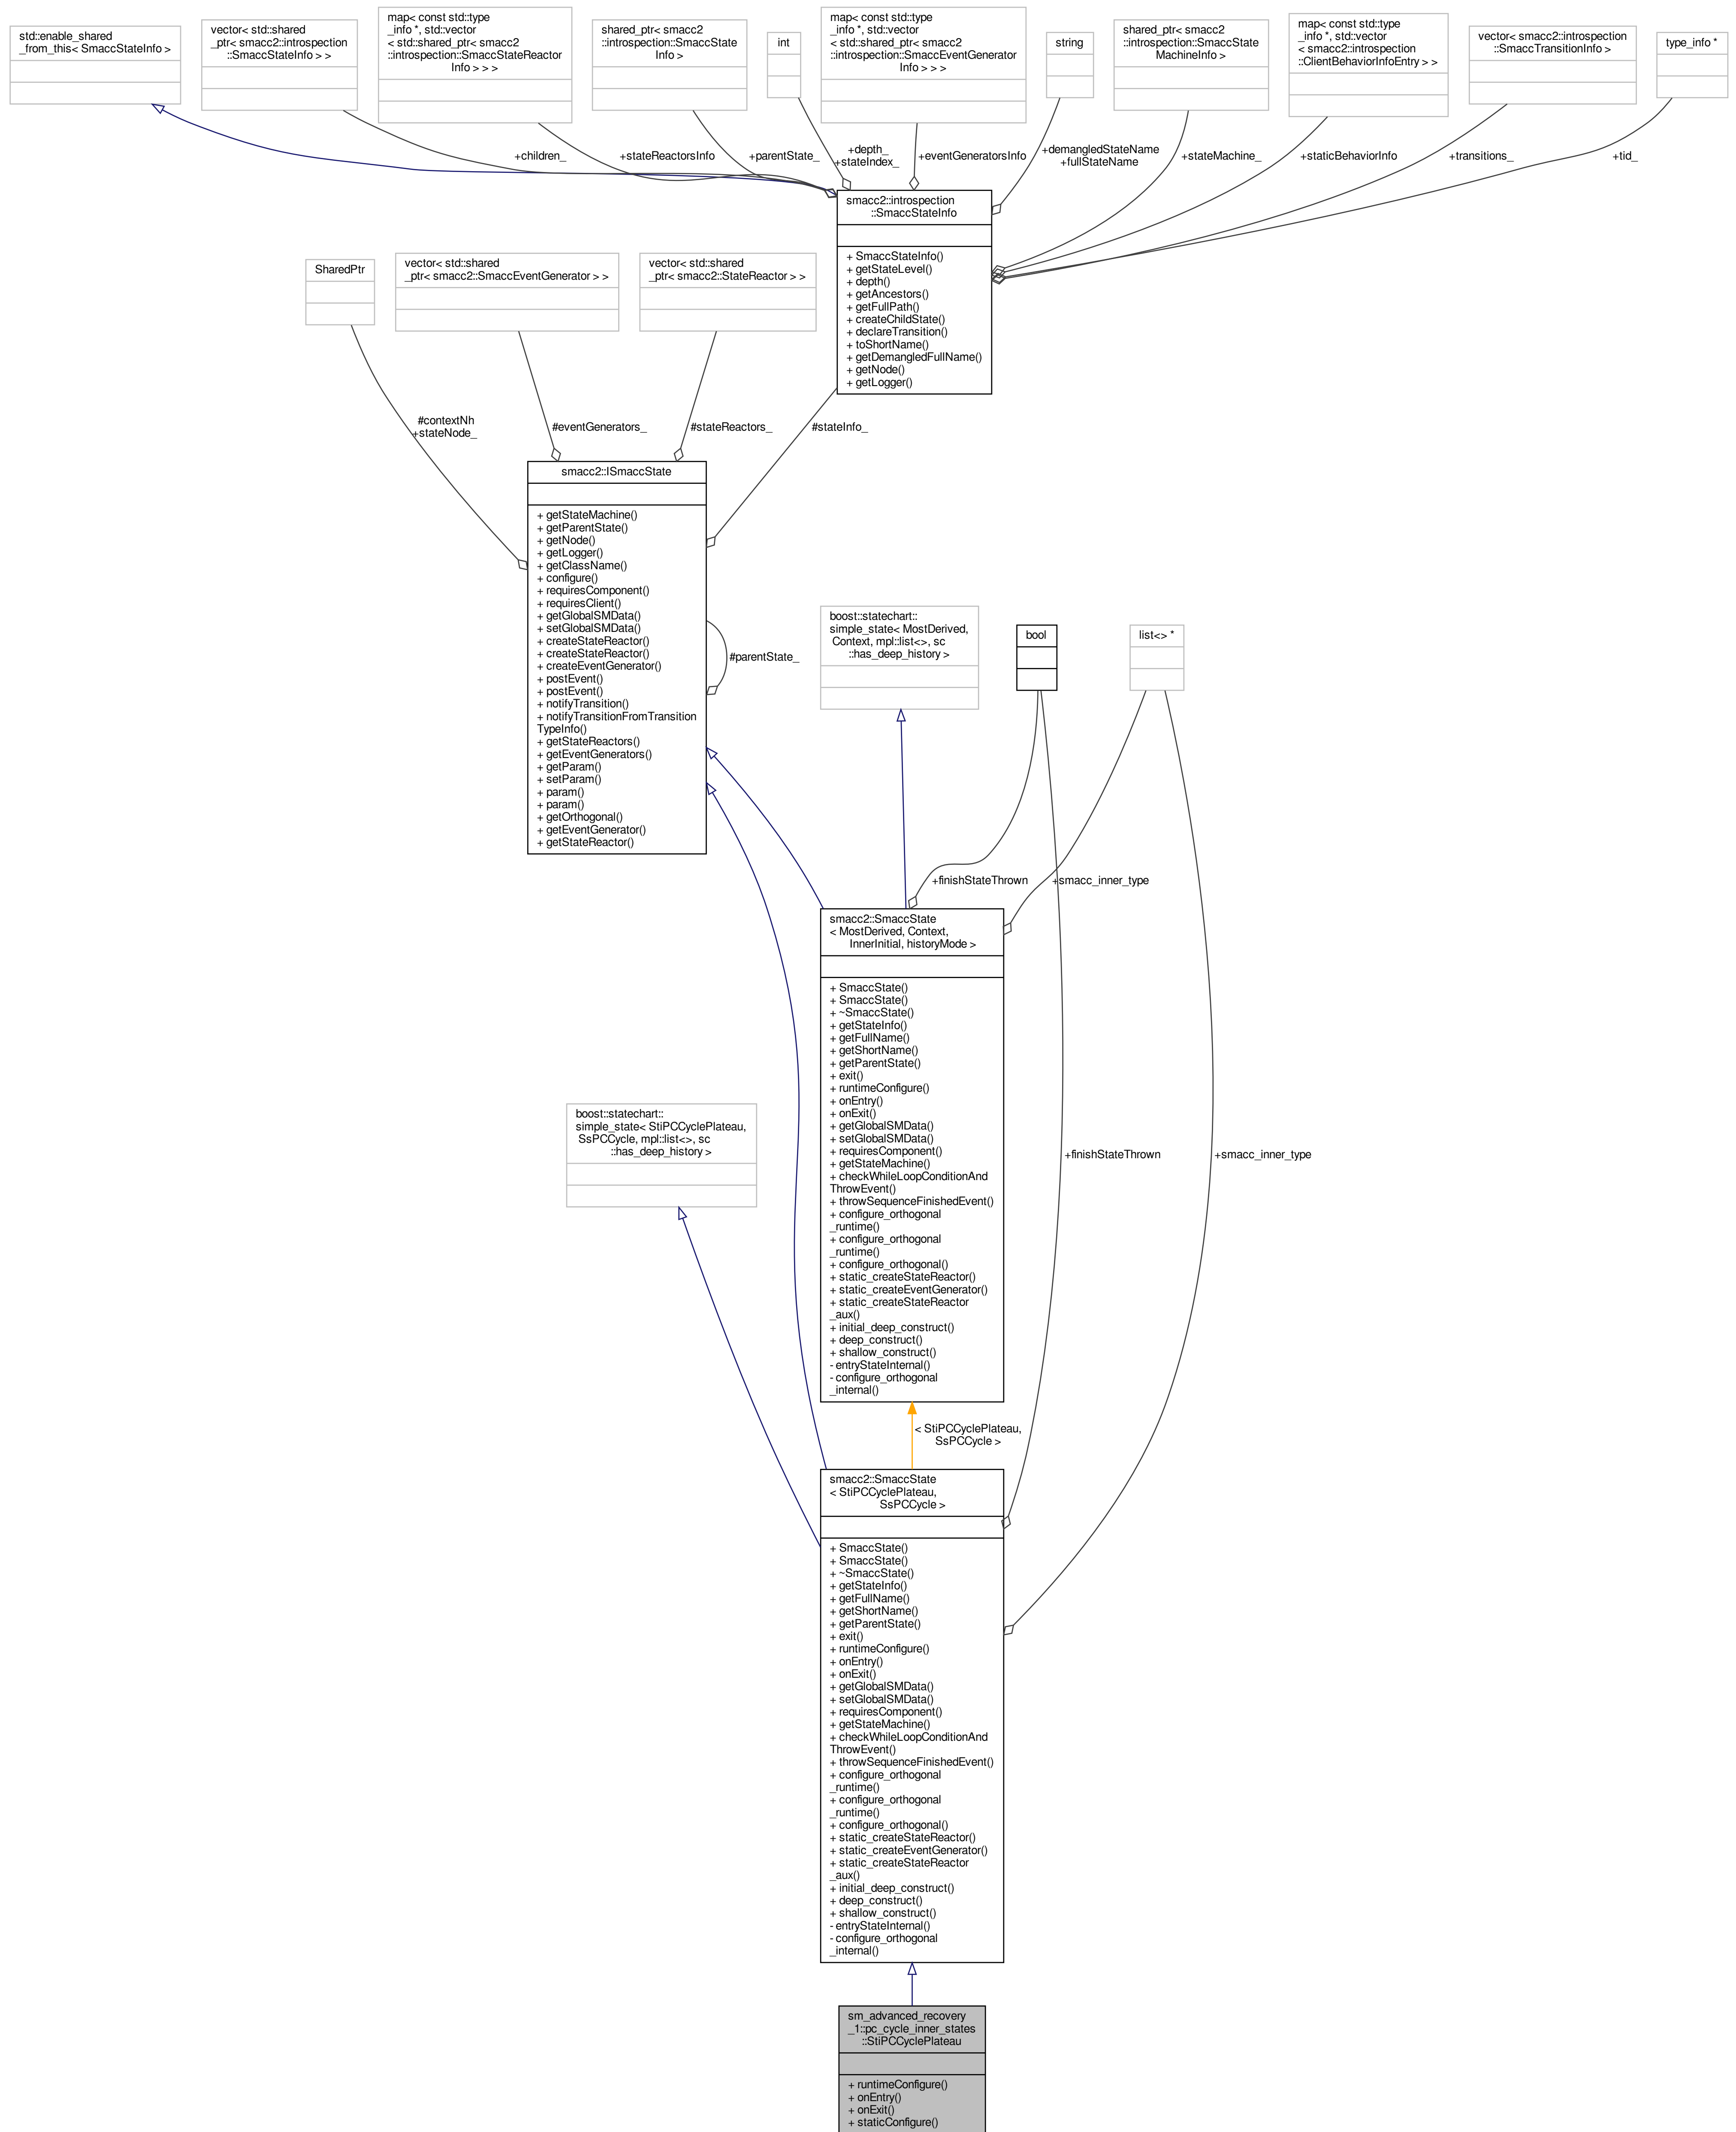 std::enable_shared
_from_this< SmaccStateInfo >
vector< std::shared
_ptr< smacc2::introspection
::SmaccStateInfo > >
map< const std::type
_info *, std::vector
< std::shared_ptr< smacc2
::introspection::SmaccStateReactor
Info > > >
shared_ptr< smacc2
::introspection::SmaccState
Info >
int
map< const std::type
_info *, std::vector
< std::shared_ptr< smacc2
::introspection::SmaccEventGenerator
Info > > >
string
shared_ptr< smacc2
::introspection::SmaccState
MachineInfo >
map< const std::type
_info *, std::vector
< smacc2::introspection
::ClientBehaviorInfoEntry > >
vector< smacc2::introspection
::SmaccTransitionInfo >
type_info *
+children_
+stateReactorsInfo
+parentState_
+depth_
+stateIndex_
+eventGeneratorsInfo
+demangledStateName
+fullStateName
+stateMachine_
+staticBehaviorInfo
+transitions_
+tid_
smacc2::introspection
::SmaccStateInfo
+ SmaccStateInfo()
+ getStateLevel()
+ depth()
+ getAncestors()
+ getFullPath()
+ createChildState()
+ declareTransition()
+ toShortName()
+ getDemangledFullName()
+ getNode()
+ getLogger()
SharedPtr
vector< std::shared
_ptr< smacc2::SmaccEventGenerator > >
vector< std::shared
_ptr< smacc2::StateReactor > >
#contextNh
+stateNode_
#eventGenerators_
#stateReactors_
#stateInfo_
smacc2::ISmaccState
+ getStateMachine()
+ getParentState()
+ getNode()
+ getLogger()
+ getClassName()
+ configure()
+ requiresComponent()
+ requiresClient()
+ getGlobalSMData()
+ setGlobalSMData()
+ createStateReactor()
+ createStateReactor()
+ createEventGenerator()
+ postEvent()
+ postEvent()
+ notifyTransition()
+ notifyTransitionFromTransition
TypeInfo()
+ getStateReactors()
+ getEventGenerators()
+ getParam()
+ setParam()
+ param()
+ param()
+ getOrthogonal()
+ getEventGenerator()
+ getStateReactor()
#parentState_
boost::statechart::
simple_state< MostDerived,
Context, mpl::list<>, sc
::has_deep_history >
bool
list<> *
+finishStateThrown
+smacc_inner_type
smacc2::SmaccState
< MostDerived, Context,
InnerInitial, historyMode >
+ SmaccState()
+ SmaccState()
+ ~SmaccState()
+ getStateInfo()
+ getFullName()
+ getShortName()
+ getParentState()
+ exit()
+ runtimeConfigure()
+ onEntry()
+ onExit()
+ getGlobalSMData()
+ setGlobalSMData()
+ requiresComponent()
+ getStateMachine()
+ checkWhileLoopConditionAnd
ThrowEvent()
+ throwSequenceFinishedEvent()
+ configure_orthogonal
_runtime()
+ configure_orthogonal
_runtime()
+ configure_orthogonal()
+ static_createStateReactor()
+ static_createEventGenerator()
+ static_createStateReactor
_aux()
+ initial_deep_construct()
+ deep_construct()
+ shallow_construct()
- entryStateInternal()
- configure_orthogonal
_internal()
boost::statechart::
simple_state< StiPCCyclePlateau,
SsPCCycle, mpl::list<>, sc
::has_deep_history >
+finishStateThrown
+smacc_inner_type
< StiPCCyclePlateau,
SsPCCycle >
smacc2::SmaccState
< StiPCCyclePlateau,
SsPCCycle >
+ SmaccState()
+ SmaccState()
+ ~SmaccState()
+ getStateInfo()
+ getFullName()
+ getShortName()
+ getParentState()
+ exit()
+ runtimeConfigure()
+ onEntry()
+ onExit()
+ getGlobalSMData()
+ setGlobalSMData()
+ requiresComponent()
+ getStateMachine()
+ checkWhileLoopConditionAnd
ThrowEvent()
+ throwSequenceFinishedEvent()
+ configure_orthogonal
_runtime()
+ configure_orthogonal
_runtime()
+ configure_orthogonal()
+ static_createStateReactor()
+ static_createEventGenerator()
+ static_createStateReactor
_aux()
+ initial_deep_construct()
+ deep_construct()
+ shallow_construct()
- entryStateInternal()
- configure_orthogonal
_internal()
sm_advanced_recovery
_1::pc_cycle_inner_states
::StiPCCyclePlateau
+ runtimeConfigure()
+ onEntry()
+ onExit()
+ staticConfigure()